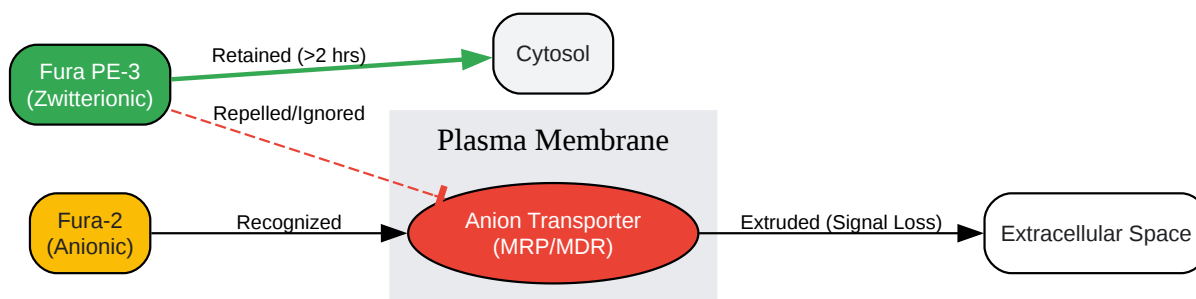 Fura PE-3
(Zwitterionic)
Retained (>2 hrs)
Cytosol
Repelled/Ignored
Plasma Membrane
Fura-2
(Anionic)
Recognized
Anion Transporter
(MRP/MDR)
Extruded (Signal Loss)
Extracellular Space